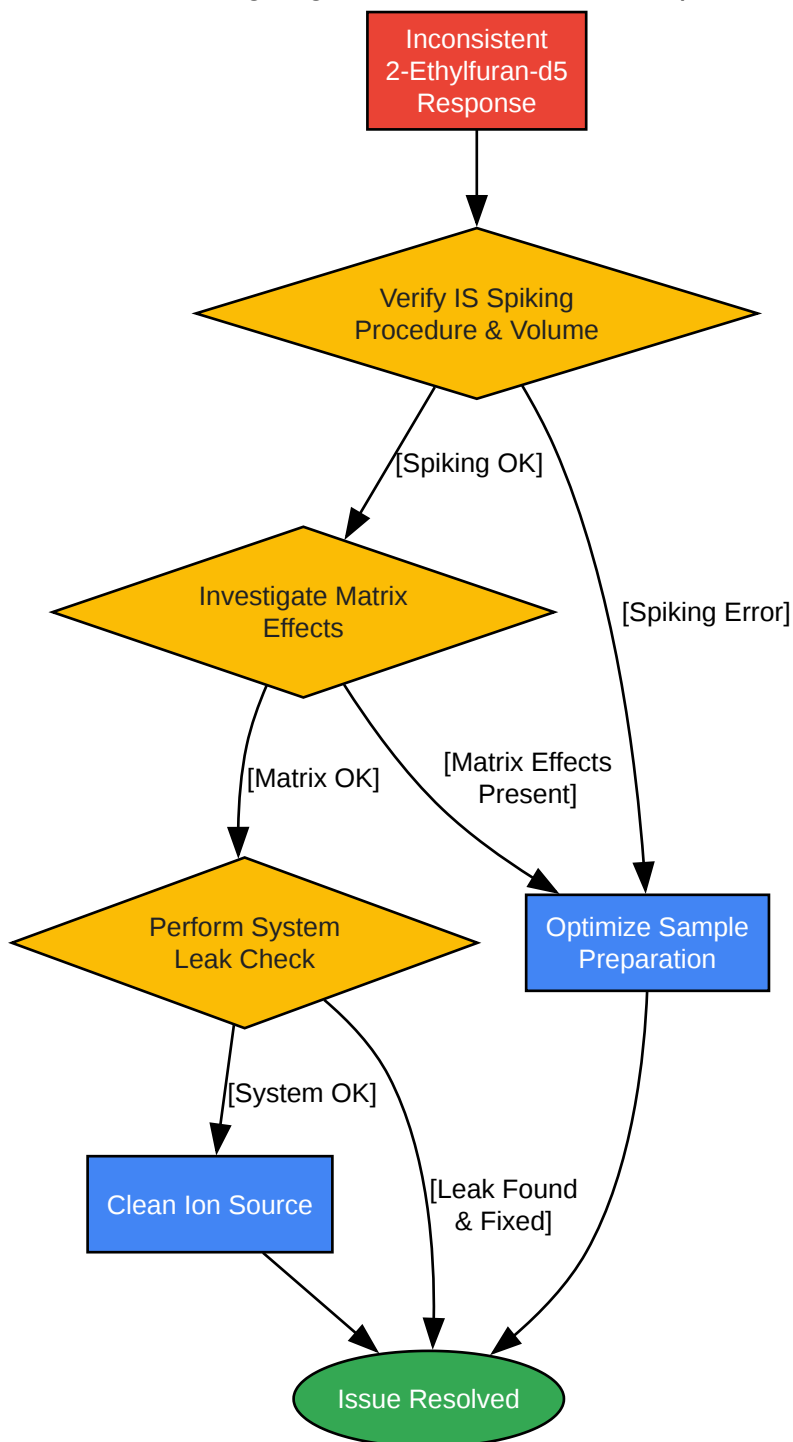 Inconsistent
2-Ethylfuran-d5
Response
Verify IS Spiking
Procedure & Volume
[Spiking OK]
[Spiking Error]
Investigate Matrix
Effects
[Matrix OK]
[Matrix Effects
Present]
Perform System
Leak Check
Optimize Sample
Preparation
[System OK]
[Leak Found
& Fixed]
Clean Ion Source
Issue Resolved